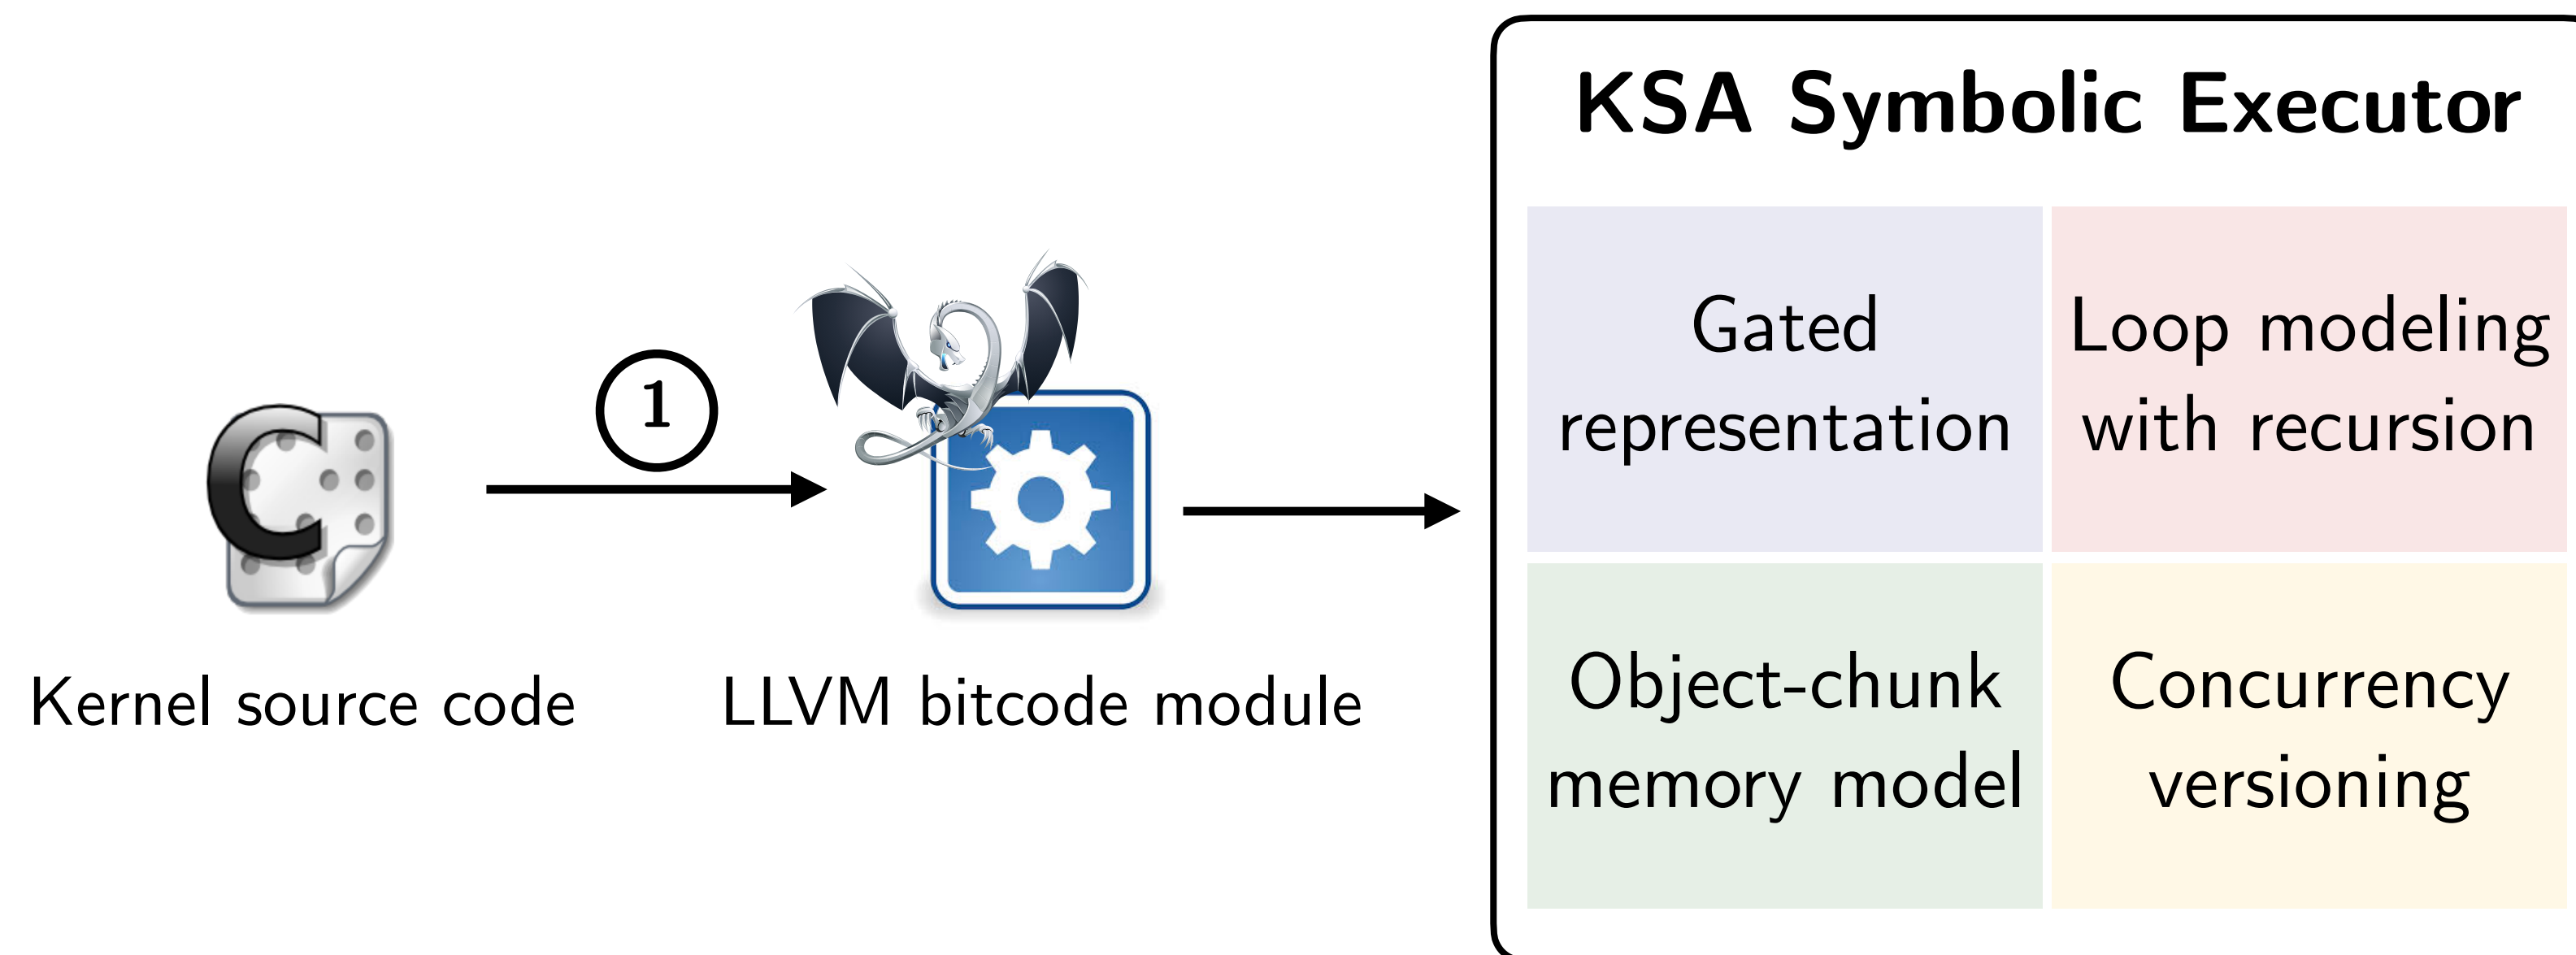 KSA Symbolic Executor
Gated
representation
Loop modeling
with recursion
1
C
Kernel source code
LLVM bitcode module
Object-chunk
memory model
Concurrency
versioning